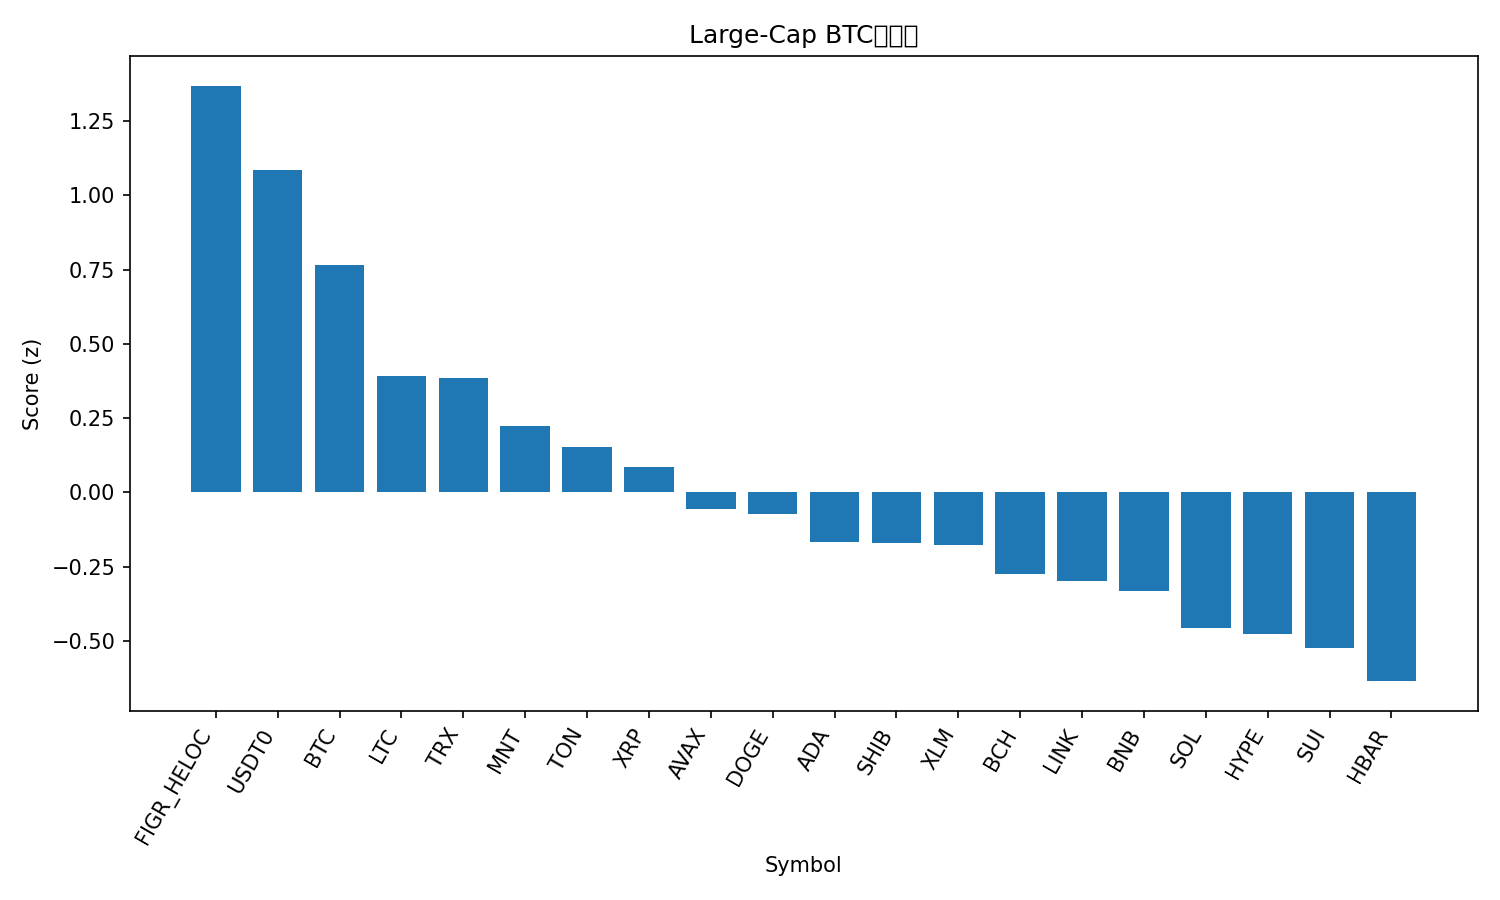 Large-Cap BTC
1.25
1.00
0.75
0.50
0.25
0.00
−0.25
−0.50
Score (z)
FIGR_HELOC
USDT0
BTC
LTC
TRX
MNT
TON
XRP
AVAX
DOGE
ADA
SHIB
XLM
BCH
LINK
BNB
SOL
HYPE
SUI
HBAR
Symbol